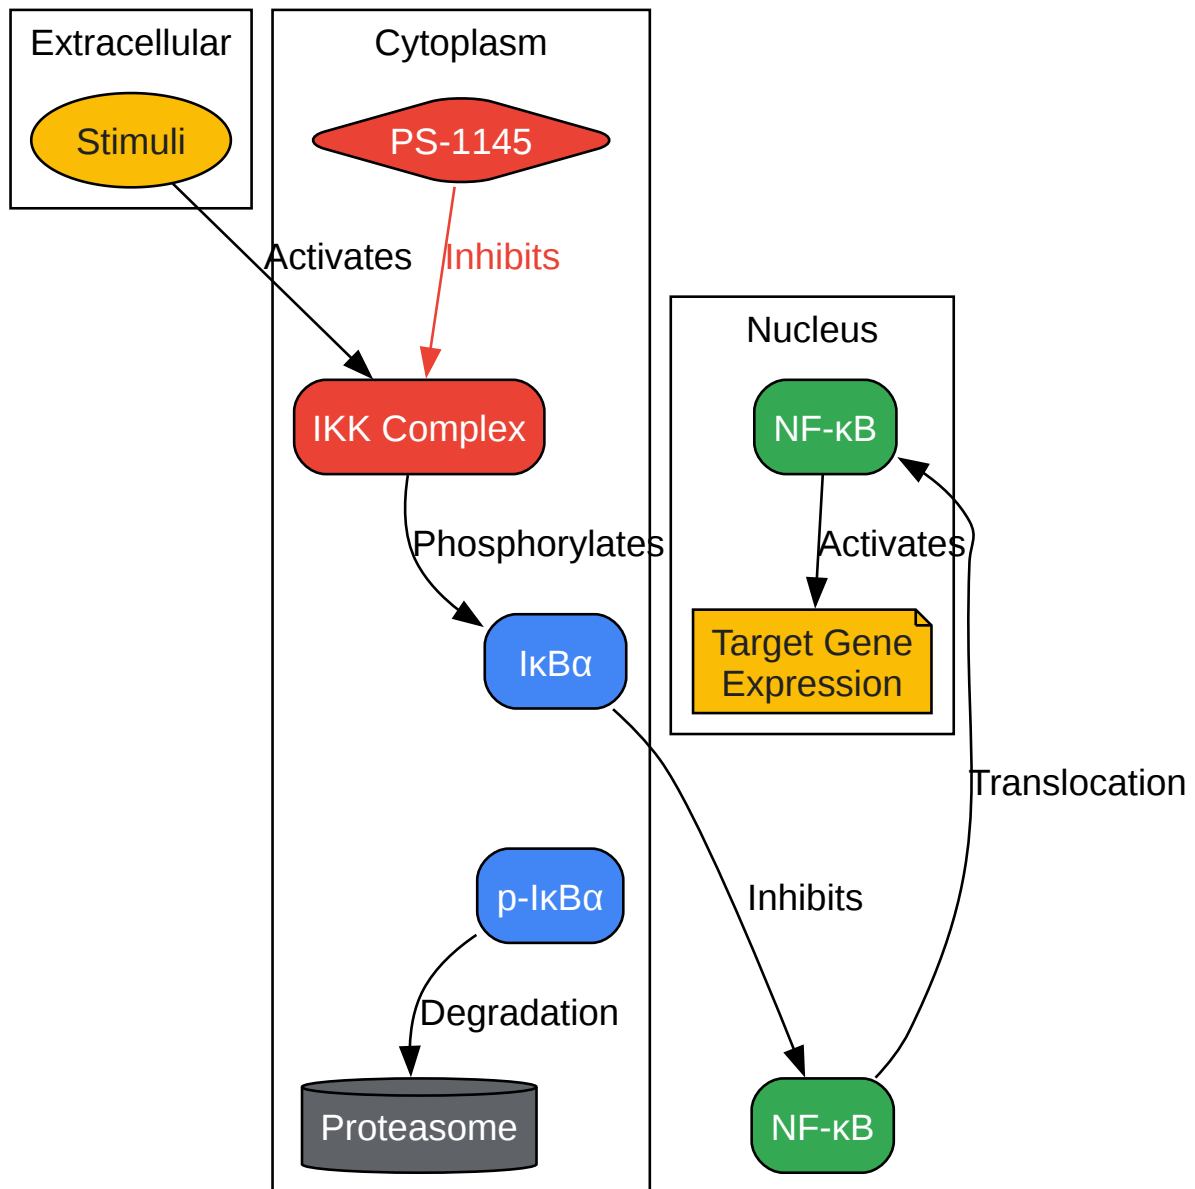 Extracellular
Cytoplasm
Stimuli
PS-1145
Activates
Inhibits
Nucleus
IKK Complex
NF-κB
Phosphorylates
Activates
IκBα
Target Gene
Expression
Translocation
p-IκBα
Inhibits
Degradation
Proteasome
NF-κB